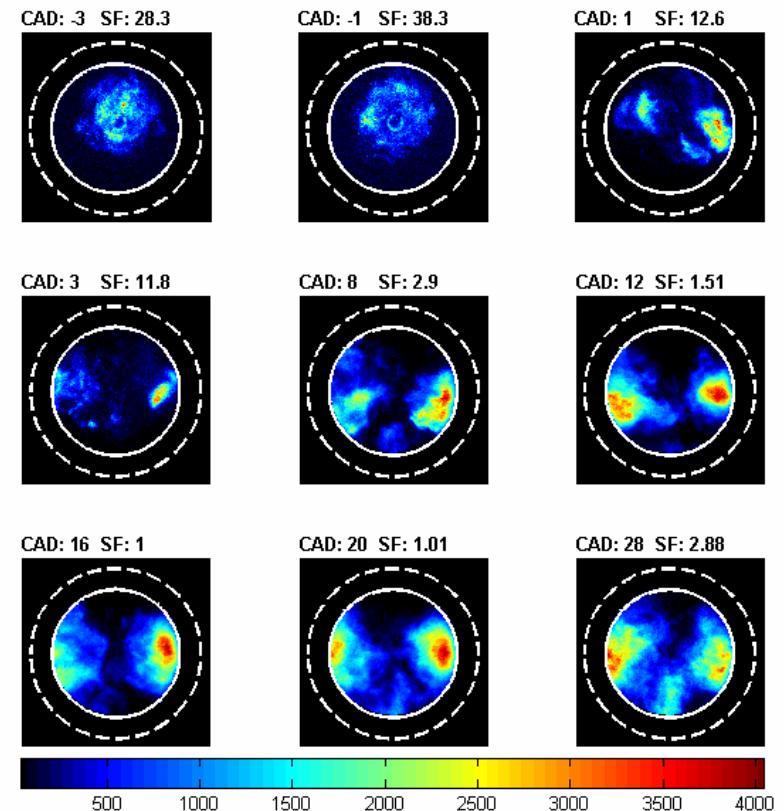 CAD: -3 SF: 28.3
CAD: -1 SF: 38.3
CAD: 1 SF: 12.6
CAD: 3 SF: 11.8
CAD: 8 SF: 2.9
CAD: 12 SF: 1.51
CAD: 16 SF: 1
CAD: 20 SF: 1.01
CAD: 28 SF: 2.88
500 1000 1500 2000 2500 3000 3500 4000